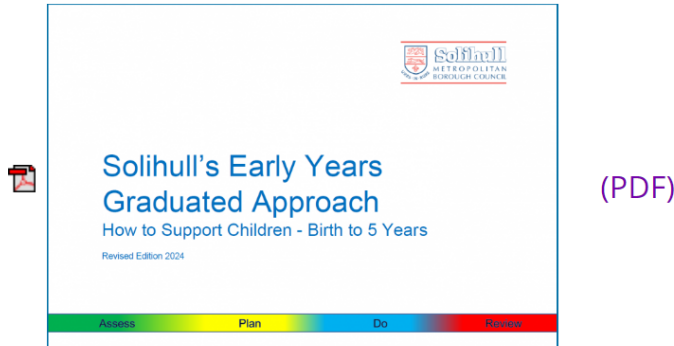 Solihull
METROPOLITAN
BOROUGH COUNCIL
Solihull's Early Years
Graduated Approach
How to Support Children - Birth to 5 Years
Revised Edition 2024
(PDF)
Assess Plan Do Review